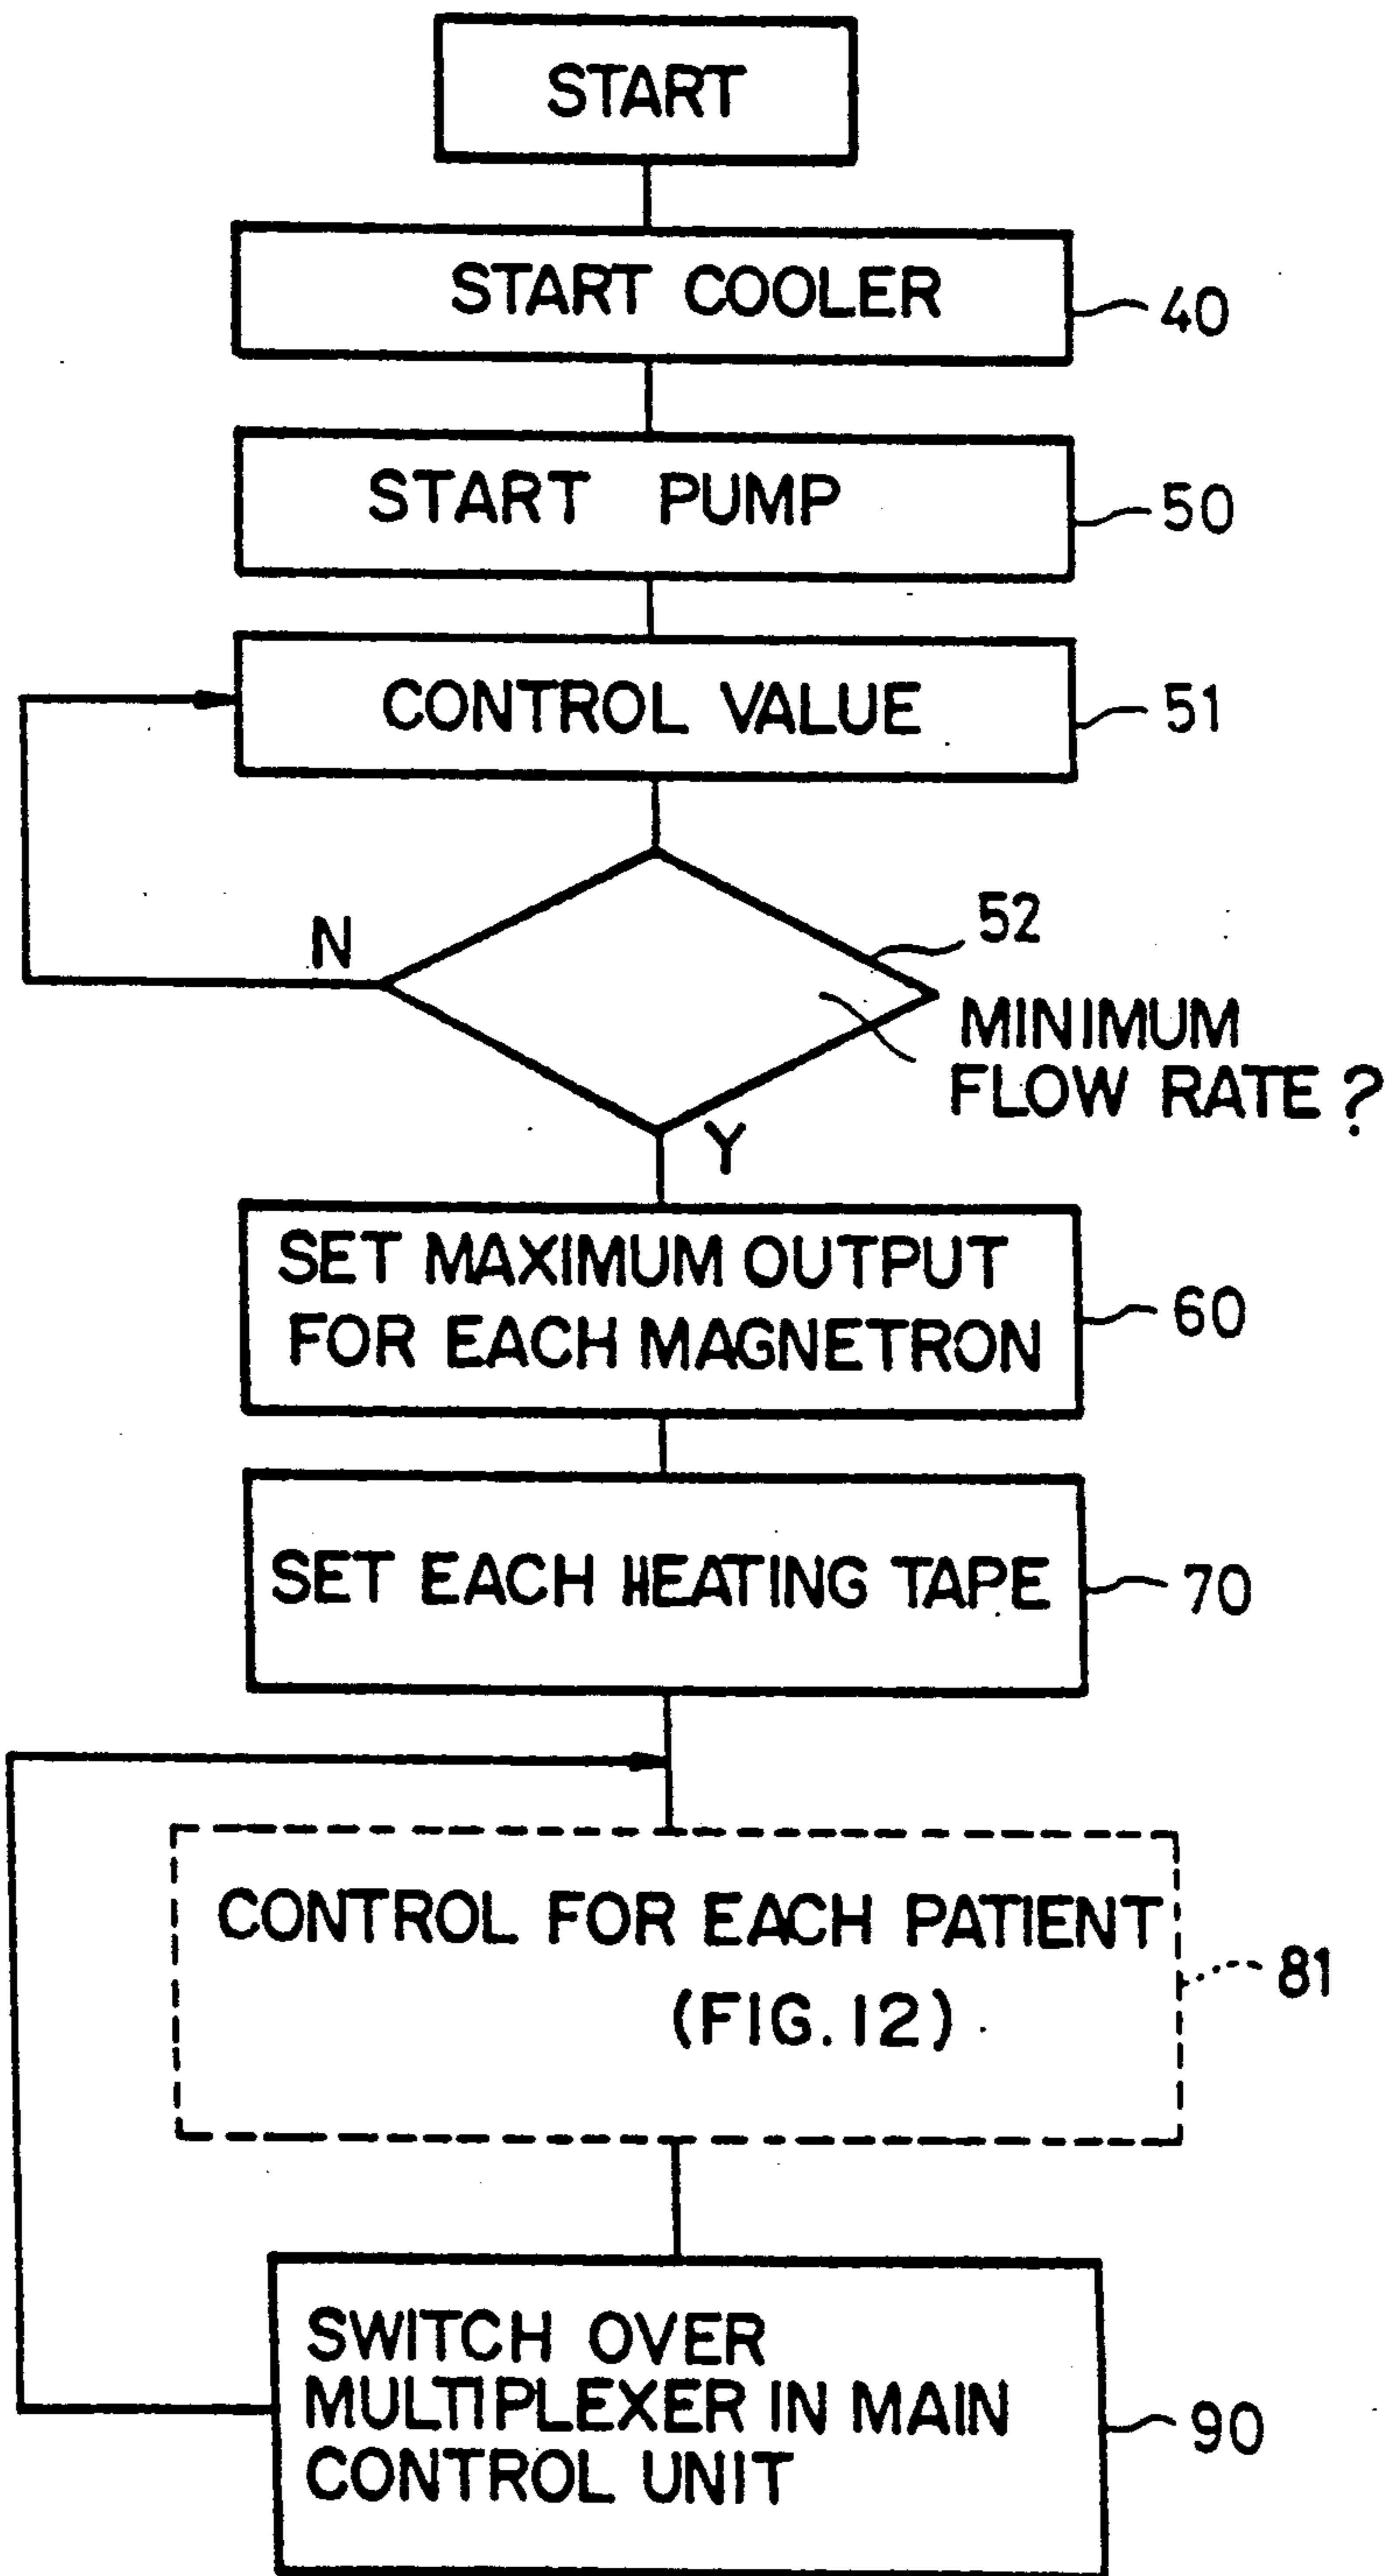 START
START COOLER
40
START PUMP
50
CONTROL VALUE
51
N
52
MINIMUM
FLOW RATE?
Y
SET MAXIMUM OUTPUT
FOR EACH MAGNETRON
60
SET EACH HEATING TAPE
70
CONTROL FOR EACH PATIENT
(FIG.12)
81
SWITCH OVER
MULTIPLEXER IN MAIN
CONTROL UNIT
90